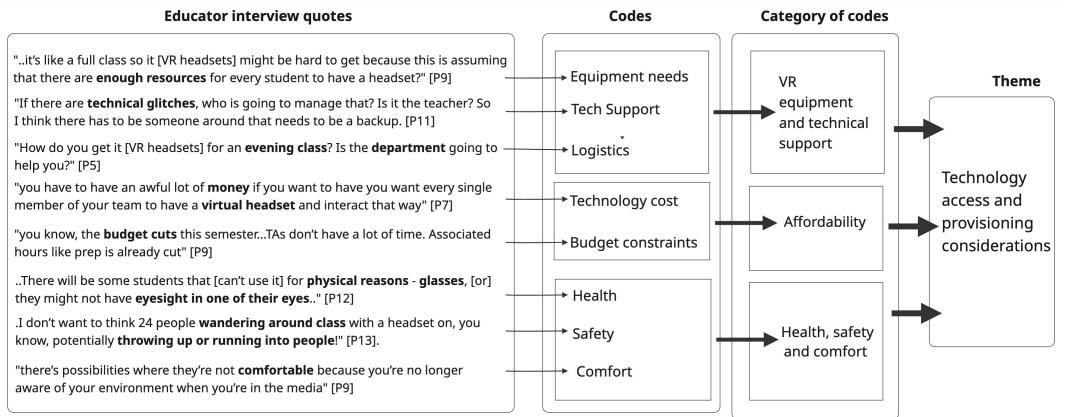 Educator interview quotes
Codes
Category of codes
Theme
"..it's like a full class so it [VR headsets] might be hard to get because this is assuming
that there are enough resources for every student to have a headset?" [P9]
"If there are technical glitches, who is going to manage that? Is it the teacher? So
I think there has to be someone around that needs to be a backup. [P11]
"How do you get it [VR headsets] for an evening class? Is the department going to
help you?" [P5]
"you have to have an awful lot of money if you want to have you want every single
member of your team to have a virtual headset and interact that way" [P7]
"you know, the budget cuts this semester...TAs don't have a lot of time. Associated
hours like prep is already cut" [P9]
..There will be some students that [can't use it] for physical reasons - glasses, [or]
they might not have eyesight in one of their eyes.." [P12]
.I don't want to think 24 people wandering around class with a headset on, you
know, potentially throwing up or running into people!" [P13].
"there's possibilities where they're not comfortable because you're no longer
aware of your environment when you're in the media" [P9]
Equipment needs
Tech Support
Logistics
Technology cost
Budget constraints
Health
Safety
Comfort
VR
equipment
and technical
support
Affordability
Health, safety
and comfort
Technology
access and
provisioning
considerations